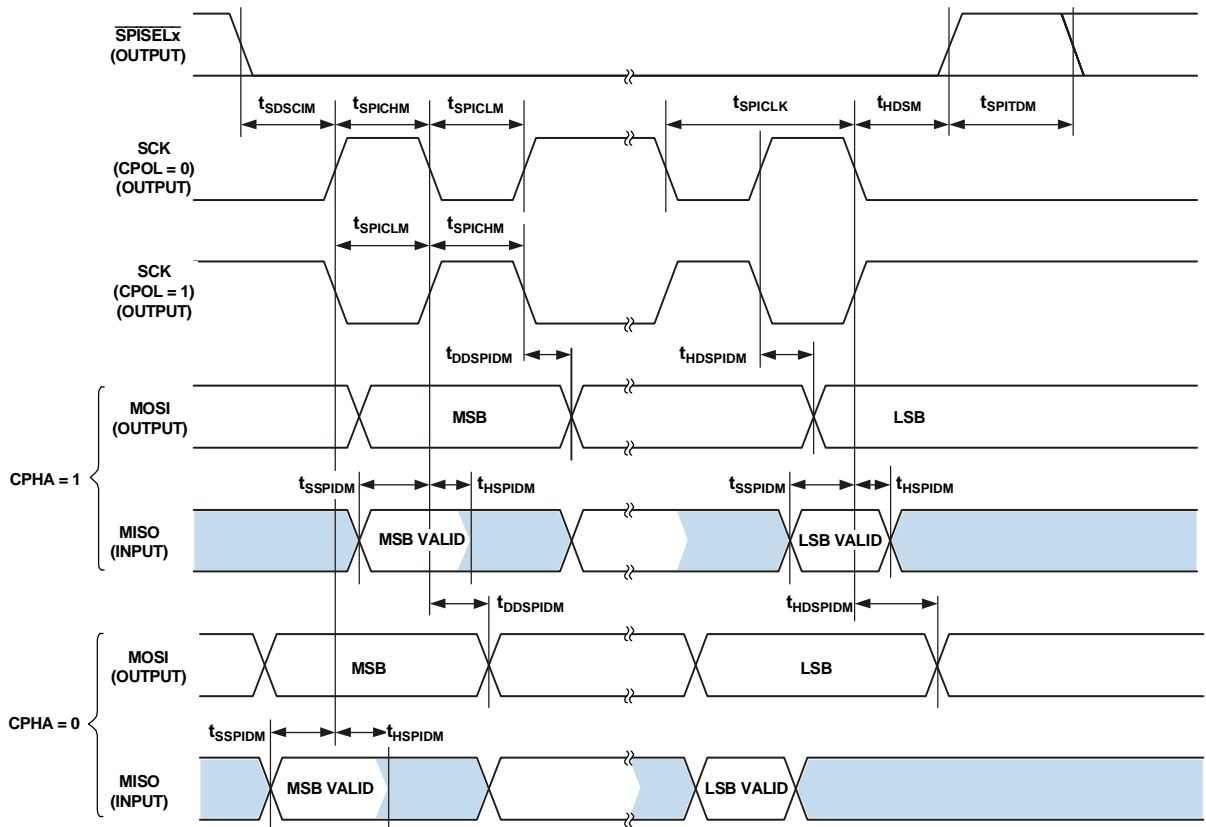 SPISELx
(OUTPUT)
tSDSCIM tSPICHM tSPICLM tSPICLK tHDSM tSPITDM
SCK
(CPOL = 0)
(OUTPUT)
tSPICLM tSPICHM
SCK
(CPOL = 1)
(OUTPUT)
tDDSPIDM tHDSPIDM
CPHA = 1
MOSI
(OUTPUT)
MSB LSB
tSSPIDM tHSPIDM tSSPIDM tHSPIDM
MISO
(INPUT)
MSB VALID LSB VALID
tDDSPIDM tHDSPIDM
CPHA = 0
MOSI
(OUTPUT)
MSB LSB
tSSPIDM tHSPIDM
MISO
(INPUT)
MSB VALID LSB VALID